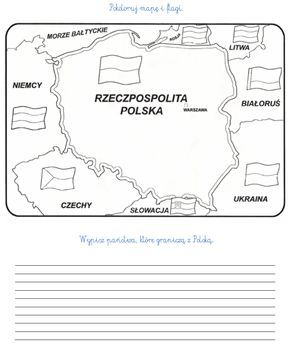 Pokoloruj mapę i flagi.
MORZE BAŁTYCKIE
ROSJA
LITWA
NIEMCY
RZECZPOSPOLITA
POLSKA
WARSZAWA
BIAŁORUŚ
CZECHY
SŁOWACJA
UKRAINA
Wypisz państwa, które graniczą z Polską.